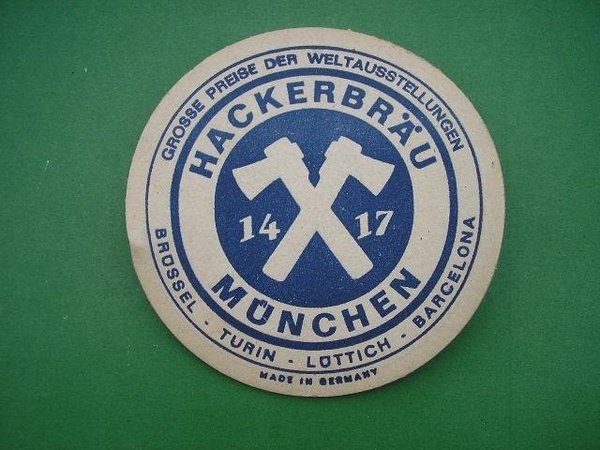 GROSSE PREISE DER WELTAUSSTELLUNGEN
HACKERBRÄU
14 17
MÜNCHEN
BRÜSSEL - TURIN - LÜTTICH - BARCELONA
MADE IN GERMANY